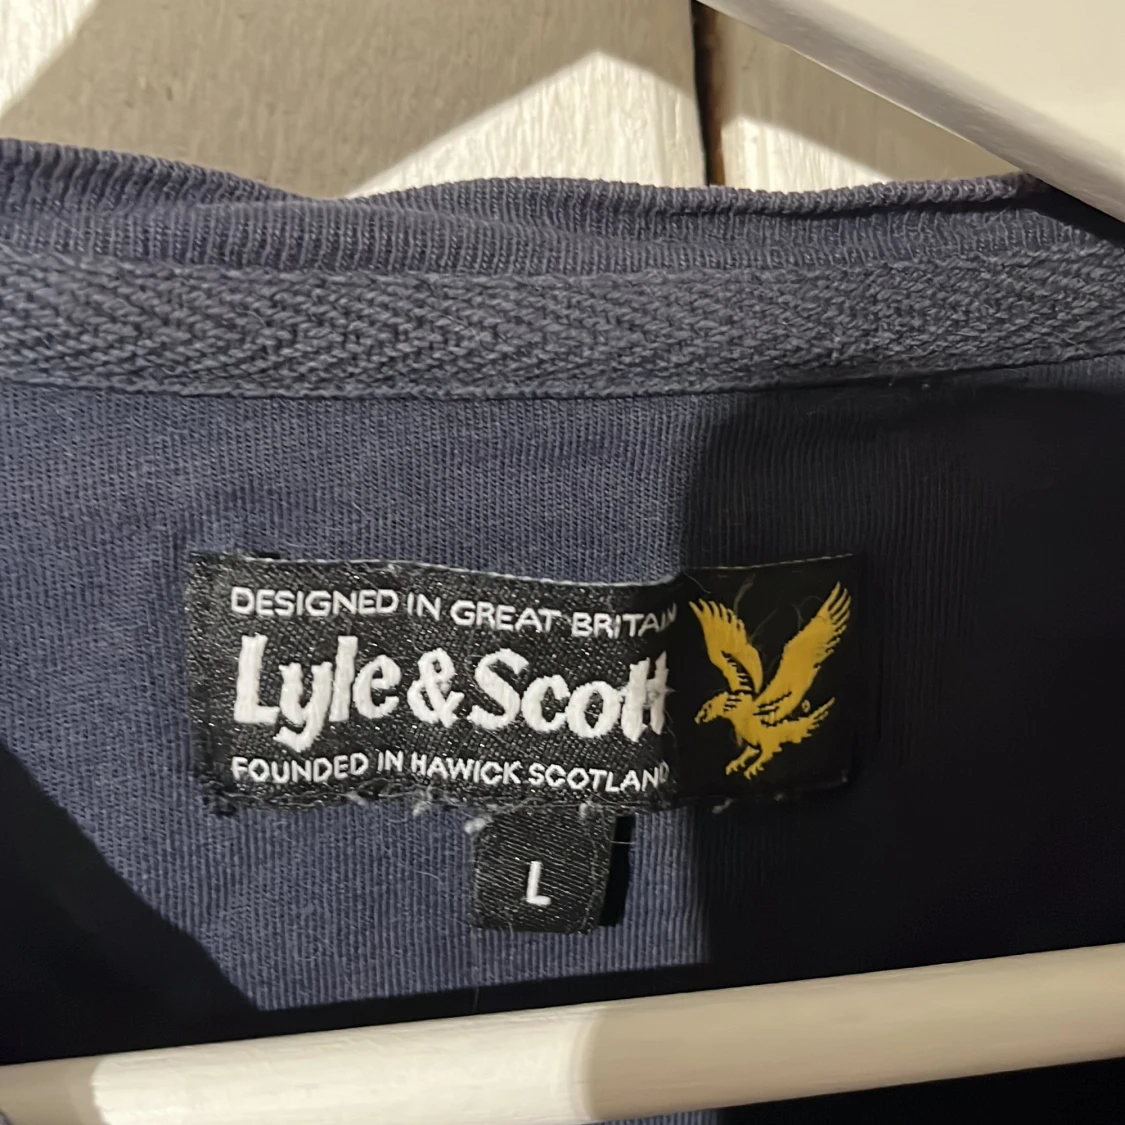 DESIGNED IN GREAT BRITAIN
Lyle & Scott
FOUNDED IN HAWICK SCOTLAND
L